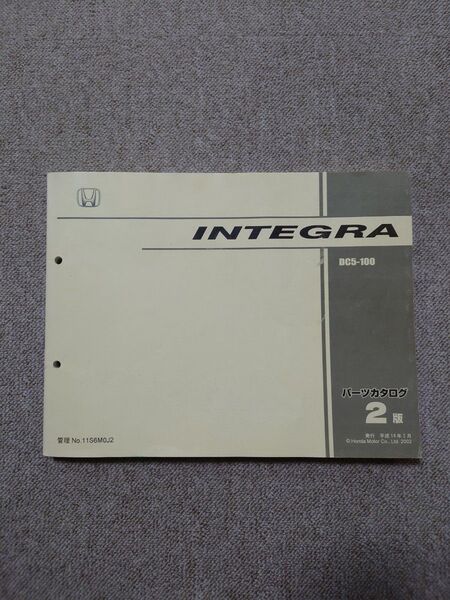 INTEGRA
DC5-100
パーツカタログ
2版
発行 平成14年3月
© Honda Motor Co., Ltd. 2002
管理 No.11S6M0J2